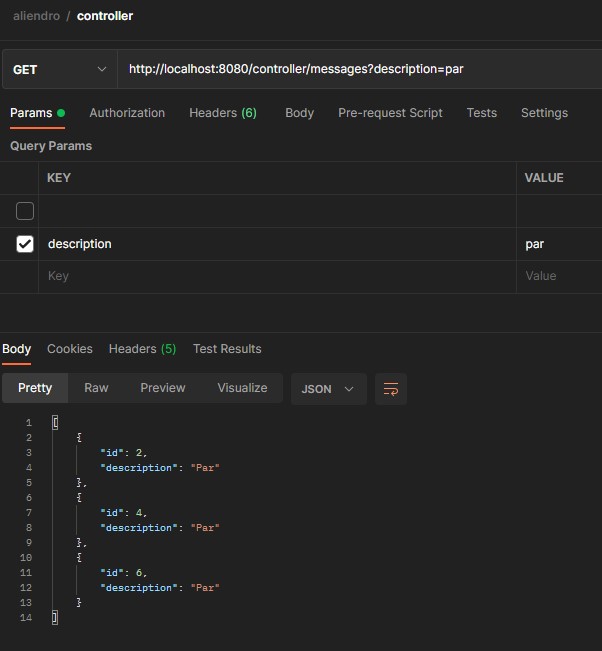 aliendro / controller
GET http://localhost:8080/controller/messages?description=par
Params Authorization Headers (6) Body Pre-request Script Tests Settings
Query Params
KEY VALUE
description par
Key Value
Body Cookies Headers (5) Test Results
Pretty Raw Preview Visualize JSON
1 [
2 {
3 "id": 2,
4 "description": "Par"
5 },
6 {
7 "id": 4,
8 "description": "Par"
9 },
10 {
11 "id": 6,
12 "description": "Par"
13 }
14 ]